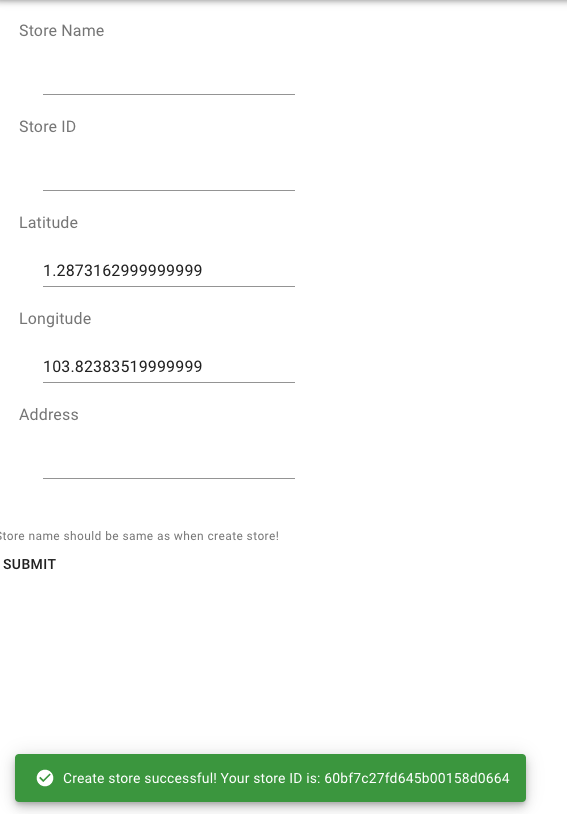 Store Name
Store ID
Latitude
1.2873162999999999
Longitude
103.82383519999999
Address
Store name should be same as when create store!
SUBMIT
Create store successful! Your store ID is: 60bf7c27fd645b00158d0664